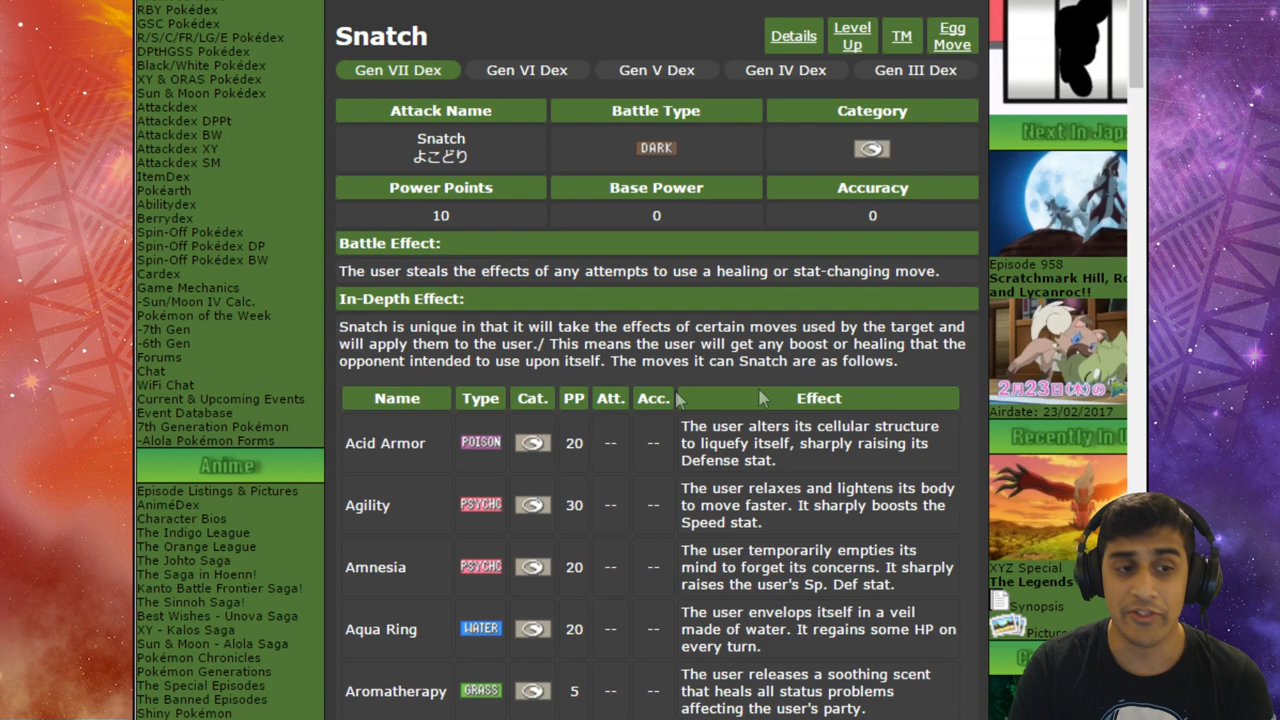 RBY Pokédex
GSC Pokédex
R/S/C/FR/LG/E Pokédex
DPtHGSS Pokédex
Black/White Pokédex
XY & ORAS Pokédex
Sun & Moon Pokédex
Attackdex
Attackdex DPPt
Attackdex BW
Attackdex XY
Attackdex SM
ItemDex
Pokéarth
Abilitydex
Berrydex
Spin-Off Pokédex
Spin-Off Pokédex DP
Spin-Off Pokédex BW
Cardex
Game Mechanics
-Sun/Moon IV Calc.
Pokémon of the Week
-7th Gen
-6th Gen
Forums
Chat
WiFi Chat
Current & Upcoming Events
Event Database
7th Generation Pokémon
-Alola Pokémon Forms
Anime
Episode Listings & Pictures
AniméDex
Character Bios
The Indigo League
The Orange League
The Johto Saga
The Saga in Hoenn!
Kanto Battle Frontier Saga!
The Sinnoh Saga!
Best Wishes - Unova Saga
XY - Kalos Saga
Sun & Moon - Alola Saga
Pokémon Chronicles
Pokémon Generations
The Special Episodes
The Banned Episodes
Shiny Pokémon
Snatch
Details
Level Up
TM
Egg Move
Gen VII Dex Gen VI Dex Gen V Dex Gen IV Dex Gen III Dex
Attack Name Battle Type Category
Snatch
よこどり
DARK
Power Points Base Power Accuracy
10 0 0
Battle Effect:
The user steals the effects of any attempts to use a healing or stat-changing move.
In-Depth Effect:
Snatch is unique in that it will take the effects of certain moves used by the target and
will apply them to the user./ This means the user will get any boost or healing that the
opponent intended to use upon itself. The moves it can Snatch are as follows.
Name Type Cat. PP Att. Acc. Effect
Acid Armor POISON 20 -- -- The user alters its cellular structure
to liquefy itself, sharply raising its
Defense stat.
Agility PSYCHC 30 -- -- The user relaxes and lightens its body
to move faster. It sharply boosts the
Speed stat.
Amnesia PSYCHC 20 -- -- The user temporarily empties its
mind to forget its concerns. It sharply
raises the user's Sp. Def stat.
Aqua Ring WATER 20 -- -- The user envelops itself in a veil
made of water. It regains some HP on
every turn.
Aromatherapy GRASS 5 -- -- The user releases a soothing scent
that heals all status problems
affecting the user's party.
Next In
Episode 958
Scratchmark Hill,
and Lycanroc!!
2月23日(木)の
Airdate: 23/02/2017
Recently In
XYZ Special
The Legends
Synopsis